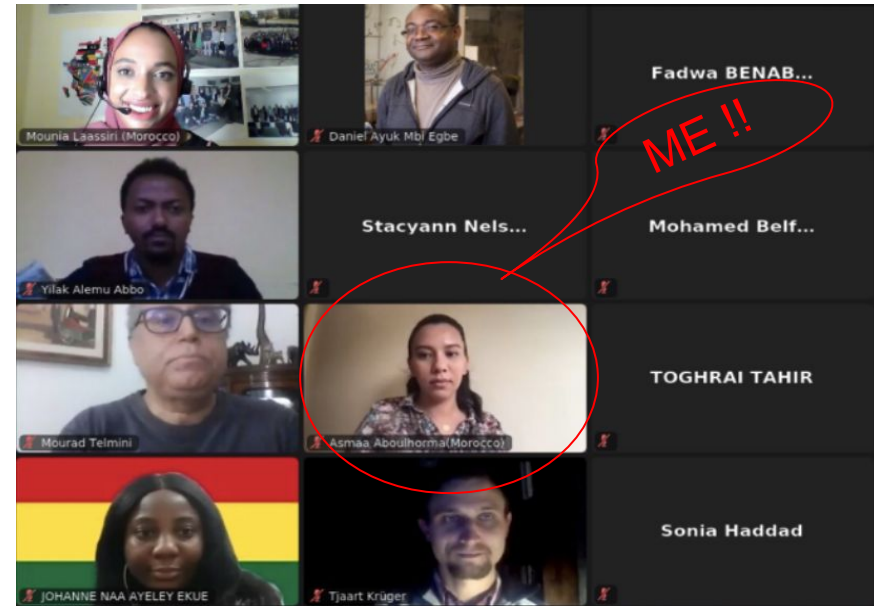 Mounia Laassiri (Morocco)
Daniel Ayuk Mbi Egbe
Fadwa BENAB...
ME !!
Yilak Alemu Abbo
Stacyann Nels...
Mohamed Belf...
Mourad Telmini
Asmaa Aboulhorma(Morocco)
TOGHRAI TAHIR
JOHANNE NAA AYELEY EKUE
Tjaart Krüger
Sonia Haddad